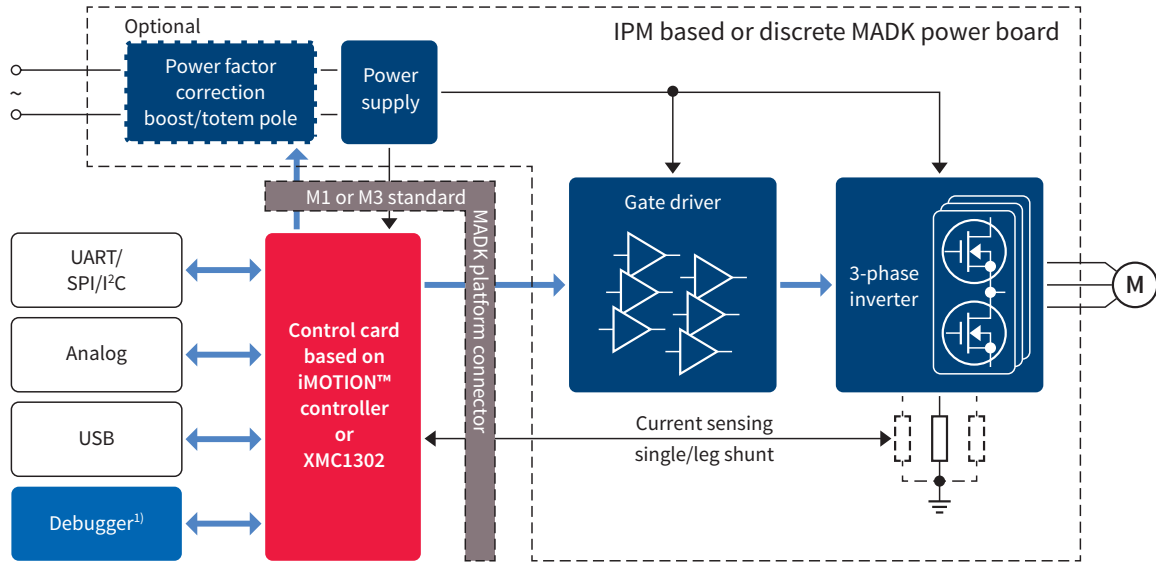 Optional
IPM based or discrete MADK power board
Power factor
correction
boost/totem pole
Power
supply
~
M1 or M3 standard
MADK platform connector
Gate driver
3-phase
inverter
M
UART/
SPI/I²C
Analog
USB
Debugger¹⁾
Control card
based on
iMOTION™
controller
or
XMC1302
Current sensing
single/leg shunt